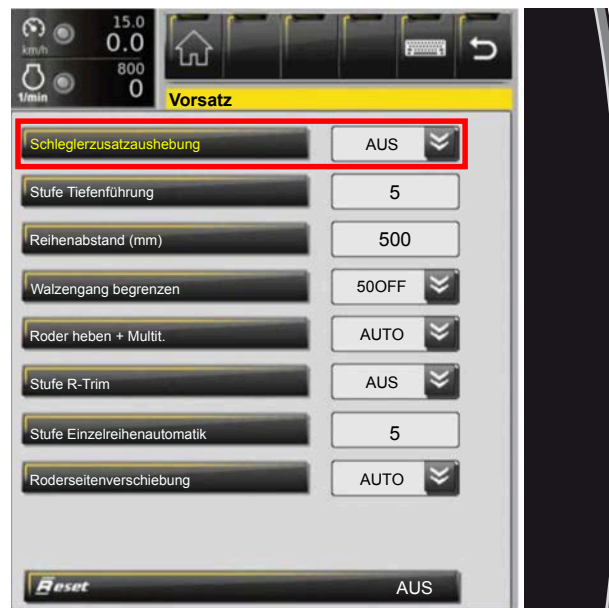 km/h 15.0
0.0
1/min 800
0
Vorsatz
Schleglerzusatzaushebung AUS
Stufe Tiefenführung 5
Reihenabstand (mm) 500
Walzengang begrenzen 50OFF
Roder heben + Multit. AUTO
Stufe R-Trim AUS
Stufe Einzelreihenautomatik 5
Roderseitenverschiebung AUTO
Reset AUS